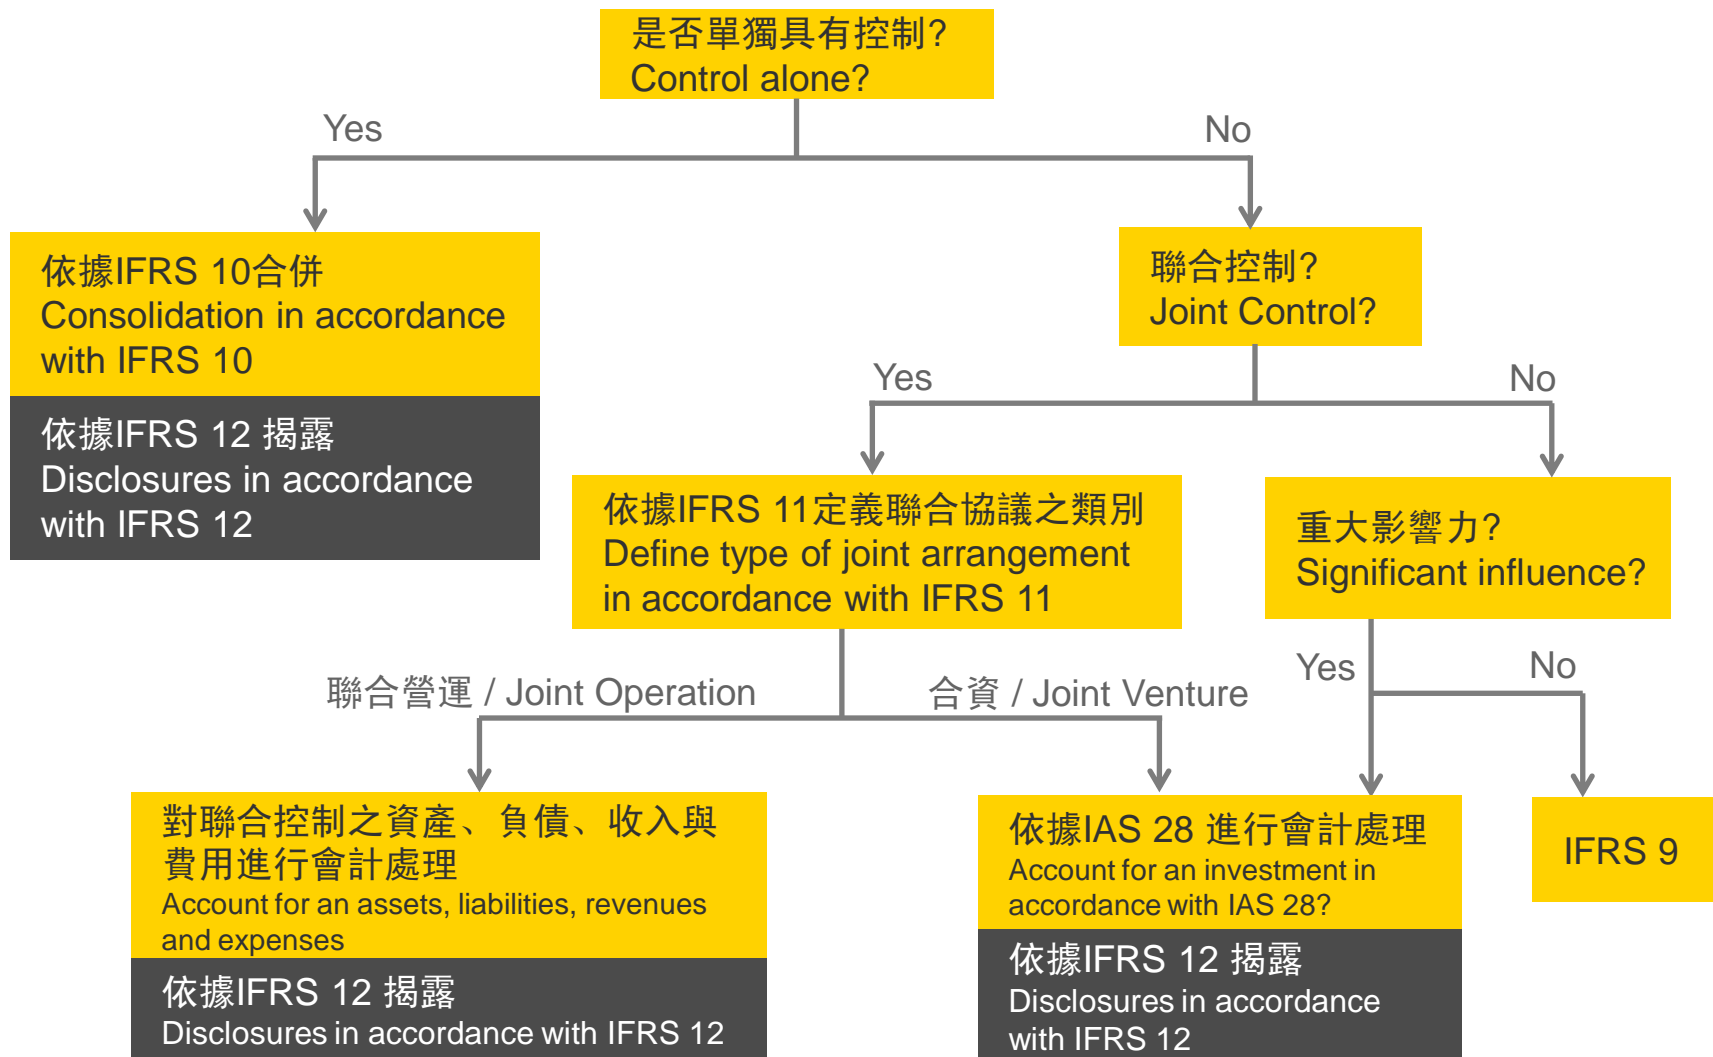 是否單獨具有控制?
Control alone?
Yes
No
依據IFRS 10合併
Consolidation in accordance
with IFRS 10
依據IFRS 12 揭露
Disclosures in accordance
with IFRS 12
聯合控制?
Joint Control?
Yes
No
依據IFRS 11定義聯合協議之類別
Define type of joint arrangement
in accordance with IFRS 11
重大影響力?
Significant influence?
聯合營運 / Joint Operation
合資 / Joint Venture
Yes
No
對聯合控制之資產、負債、收入與
費用進行會計處理
Account for an assets, liabilities, revenues
and expenses
依據IFRS 12 揭露
Disclosures in accordance with IFRS 12
依據IAS 28 進行會計處理
Account for an investment in
accordance with IAS 28?
依據IFRS 12 揭露
Disclosures in accordance
with IFRS 12
IFRS 9